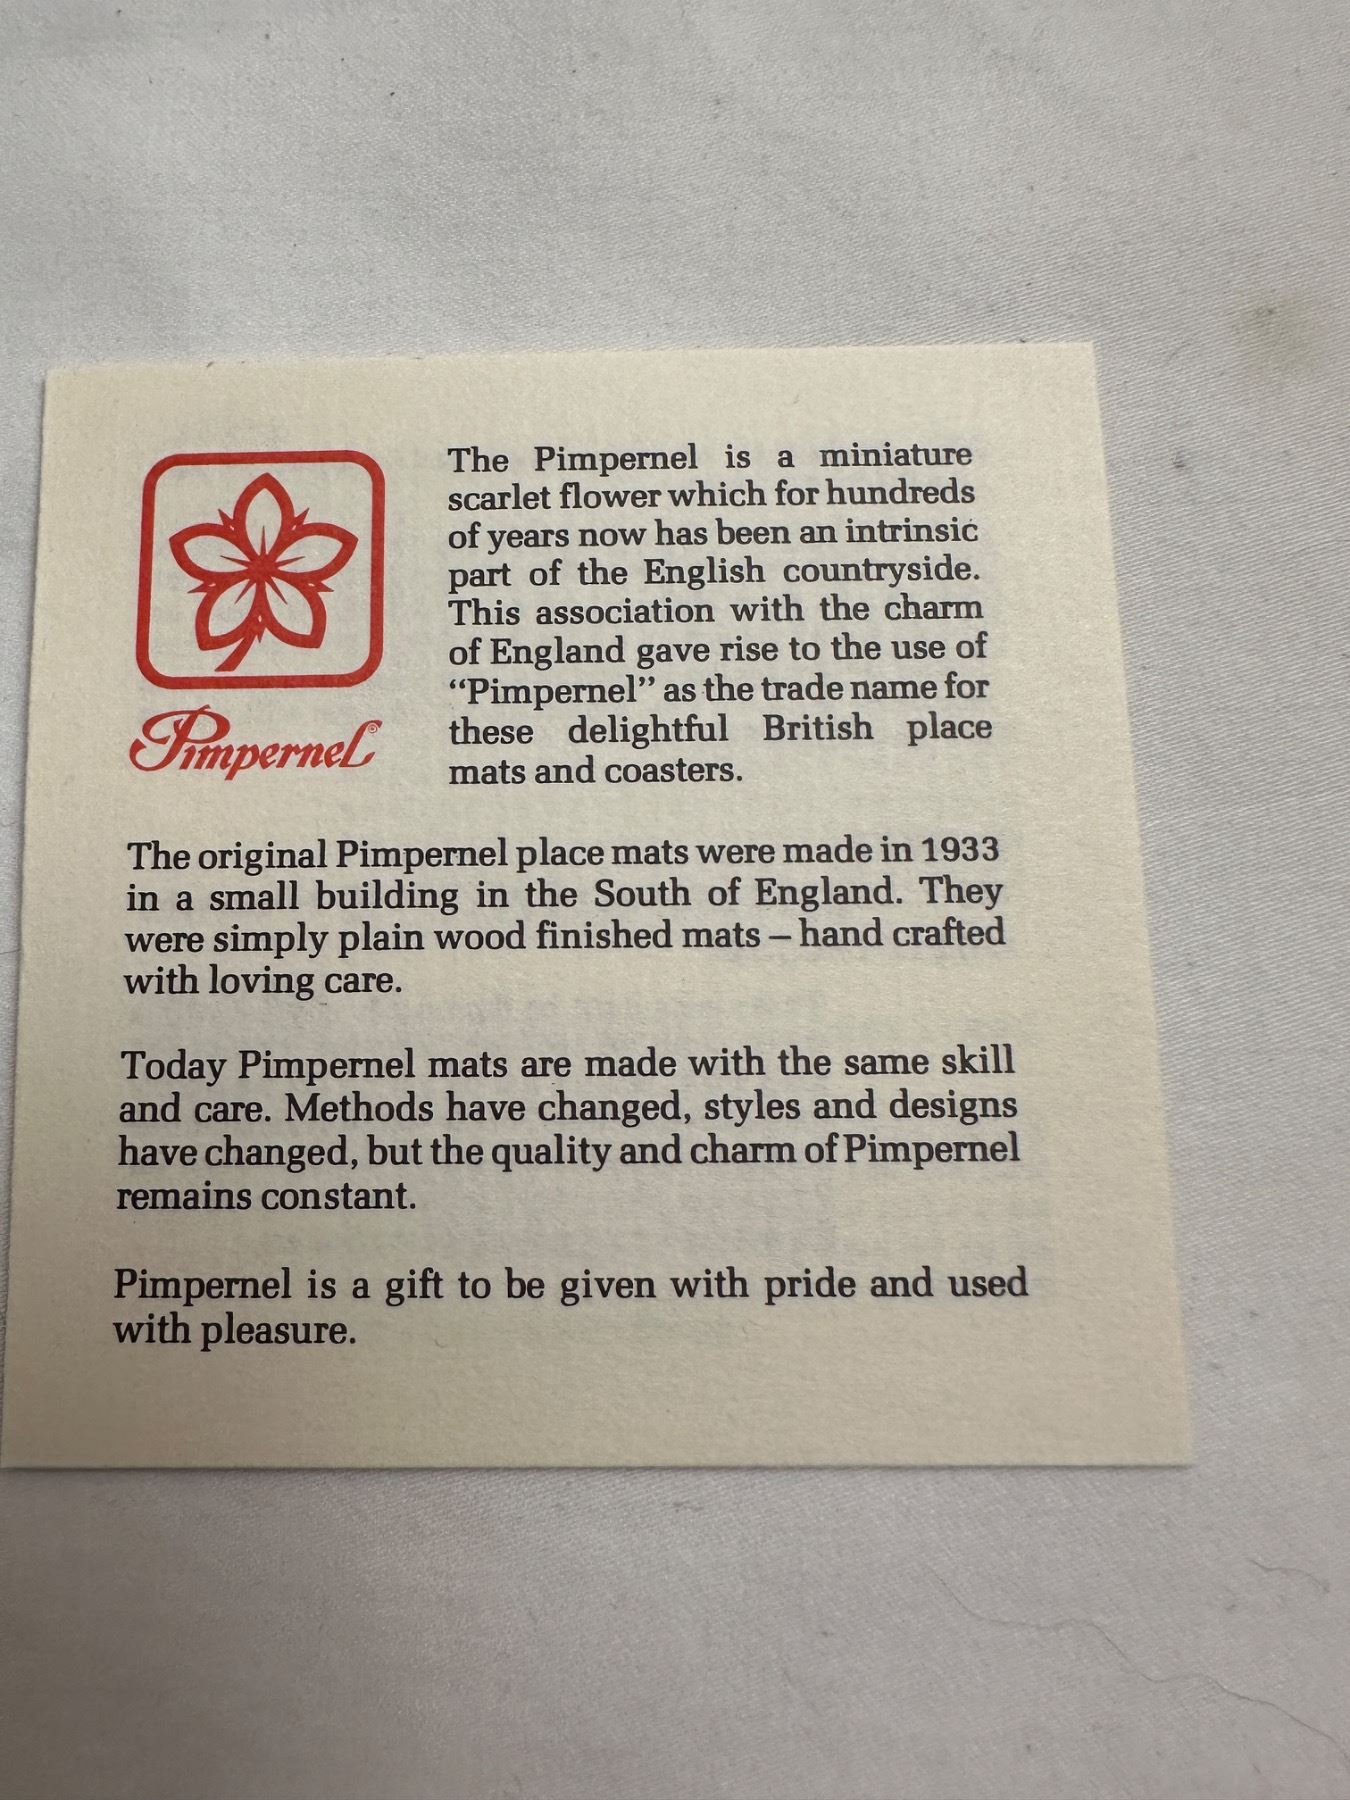 Pimpernel©
The Pimpernel is a miniature
scarlet flower which for hundreds
of years now has been an intrinsic
part of the English countryside.
This association with the charm
of England gave rise to the use of
“Pimpernel” as the trade name for
these delightful British place
mats and coasters.
The original Pimpernel place mats were made in 1933
in a small building in the South of England. They
were simply plain wood finished mats – hand crafted
with loving care.
Today Pimpernel mats are made with the same skill
and care. Methods have changed, styles and designs
have changed, but the quality and charm of Pimpernel
remains constant.
Pimpernel is a gift to be given with pride and used
with pleasure.